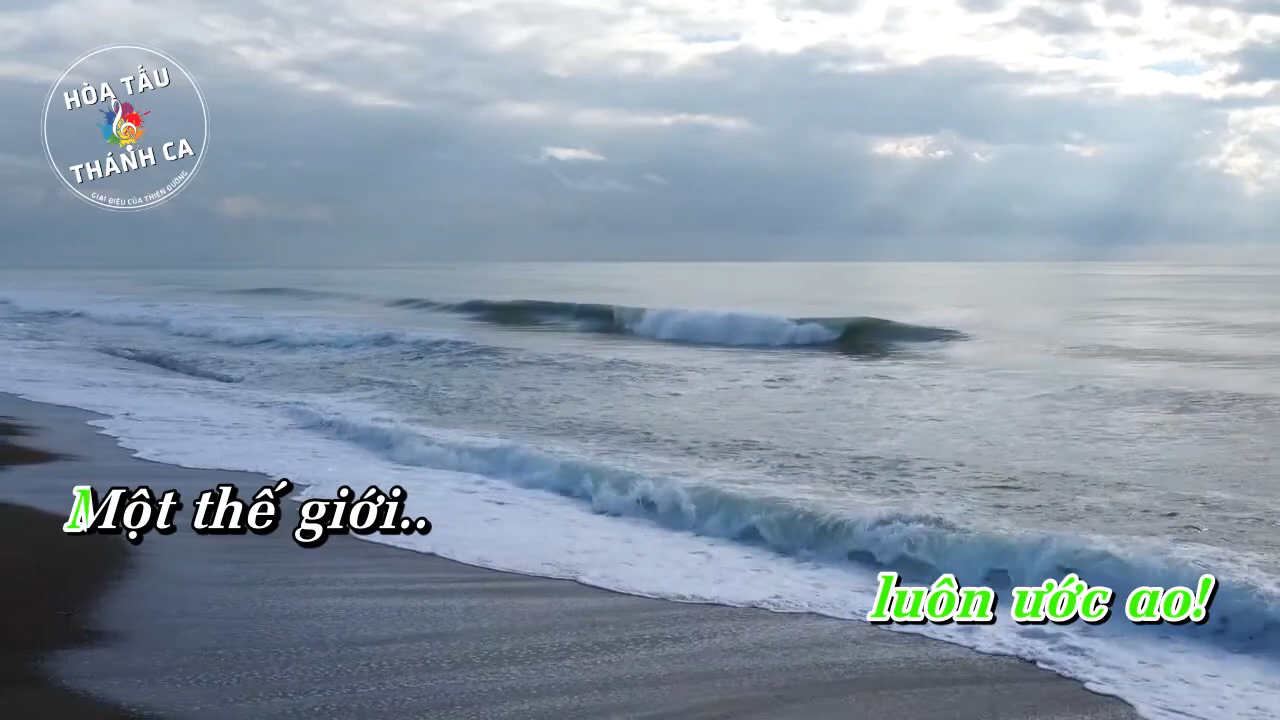 HÒA TẤU
THÁNH CA
GIAI ĐIỆU CỦA THIÊN ĐƯỜNG
Một thế giới..
luôn ước ao!